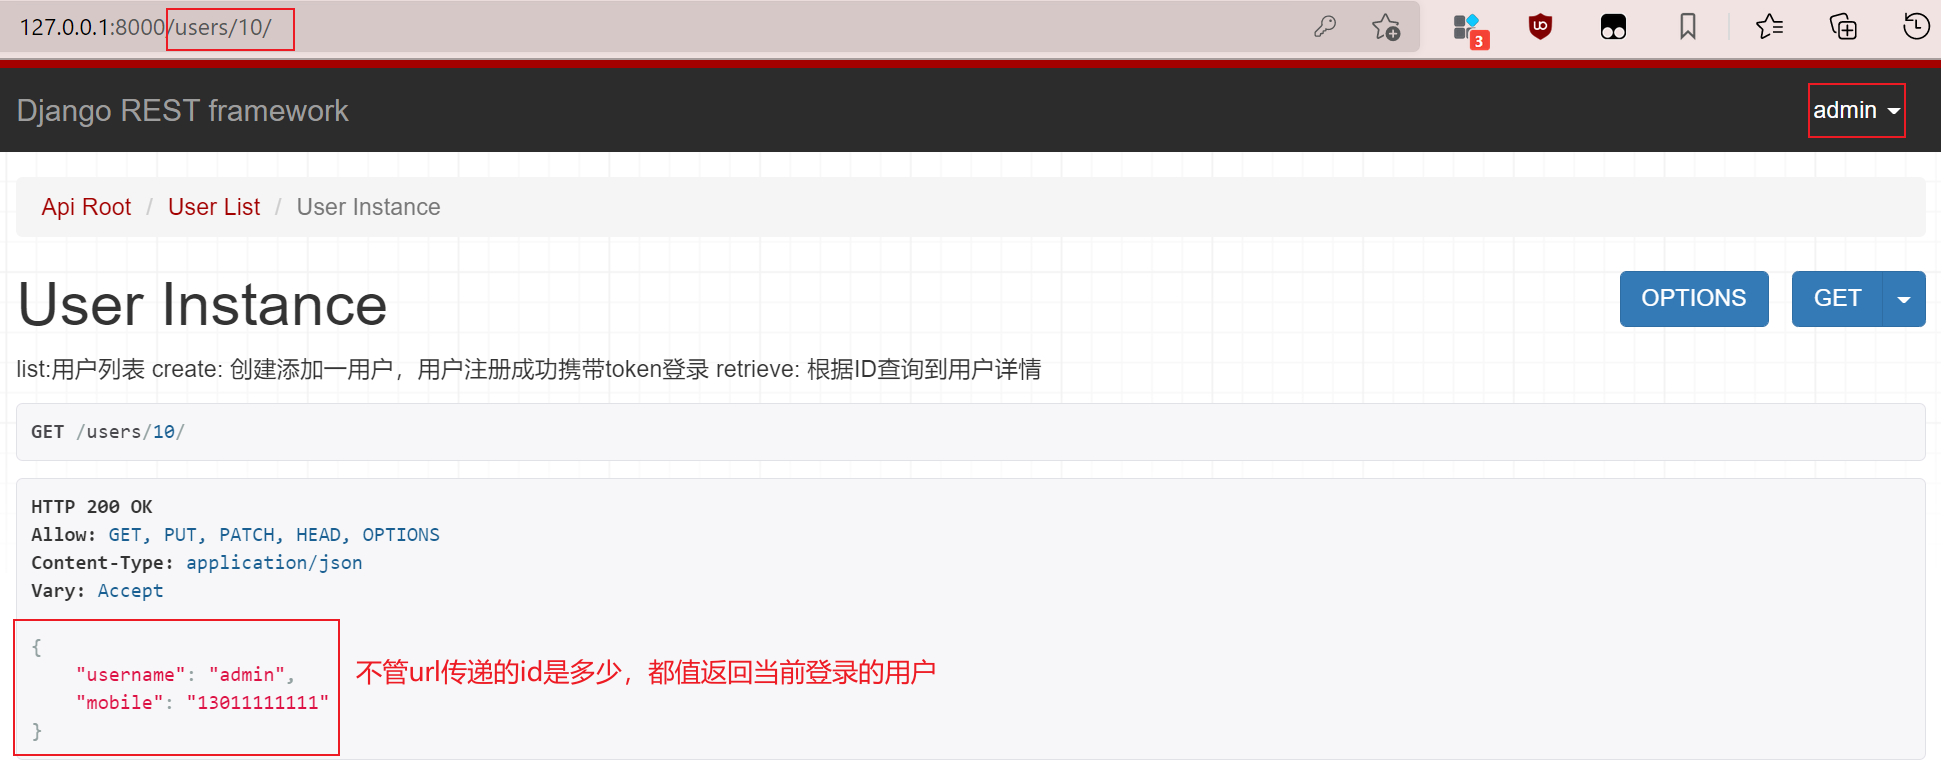 127.0.0.1:8000/users/10/
3
Django REST framework
admin
Api Root / User List / User Instance
User Instance
OPTIONS
GET
list:用户列表 create: 创建添加一用户，用户注册成功携带token登录 retrieve: 根据ID查询到用户详情
GET /users/10/
HTTP 200 OK
Allow: GET, PUT, PATCH, HEAD, OPTIONS
Content-Type: application/json
Vary: Accept
{
"username": "admin",
"mobile": "13011111111"
}
不管url传递的id是多少，都值返回当前登录的用户